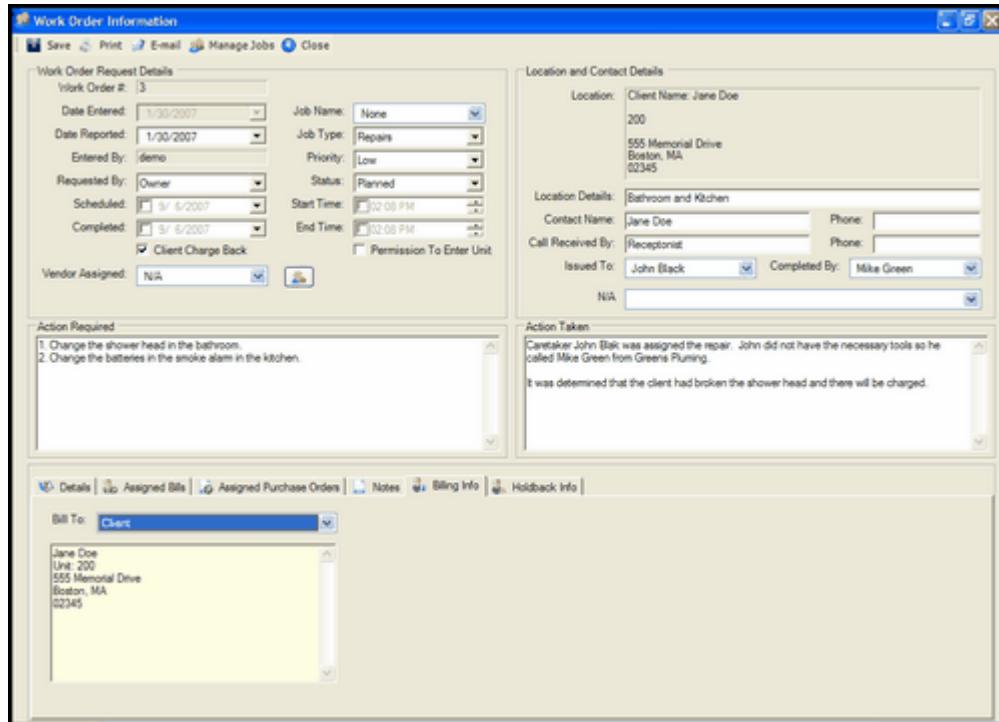 Work Order Information
Save Print E-mail Manage Jobs Close
Work Order Request Details
Work Order #: 3
Date Entered: 1/30/2007 Job Name: None
Date Reported: 1/30/2007 Job Type: Repairs
Entered By: demo Priority: Low
Requested By: Owner Status: Planned
Scheduled: 9/ 6/2007 Start Time: 02:08 PM
Completed: 9/ 6/2007 End Time: 02:08 PM
Client Charge Back Permission To Enter Unit
Vendor Assigned: N/A
Location and Contact Details
Location: Client Name: Jane Doe
200
555 Memorial Drive
Boston, MA
02345
Location Details: Bathroom and Kitchen
Contact Name: Jane Doe Phone:
Call Received By: Receptonist Phone:
Issued To: John Black Completed By: Mike Green
N/A
Action Required
1. Change the shower head in the bathroom.
2. Change the batteries in the smoke alarm in the kitchen.
Action Taken
Caretaker John Blak was assigned the repair. John did not have the necessary tools so he
called Mike Green from Greens Pluming.
It was determined that the client had broken the shower head and there will be charged.
Details Assigned Bills Assigned Purchase Orders Notes Billing Info Holdback Info
Bill To: Client
Jane Doe
Unit: 200
555 Memorial Drive
Boston, MA
02345